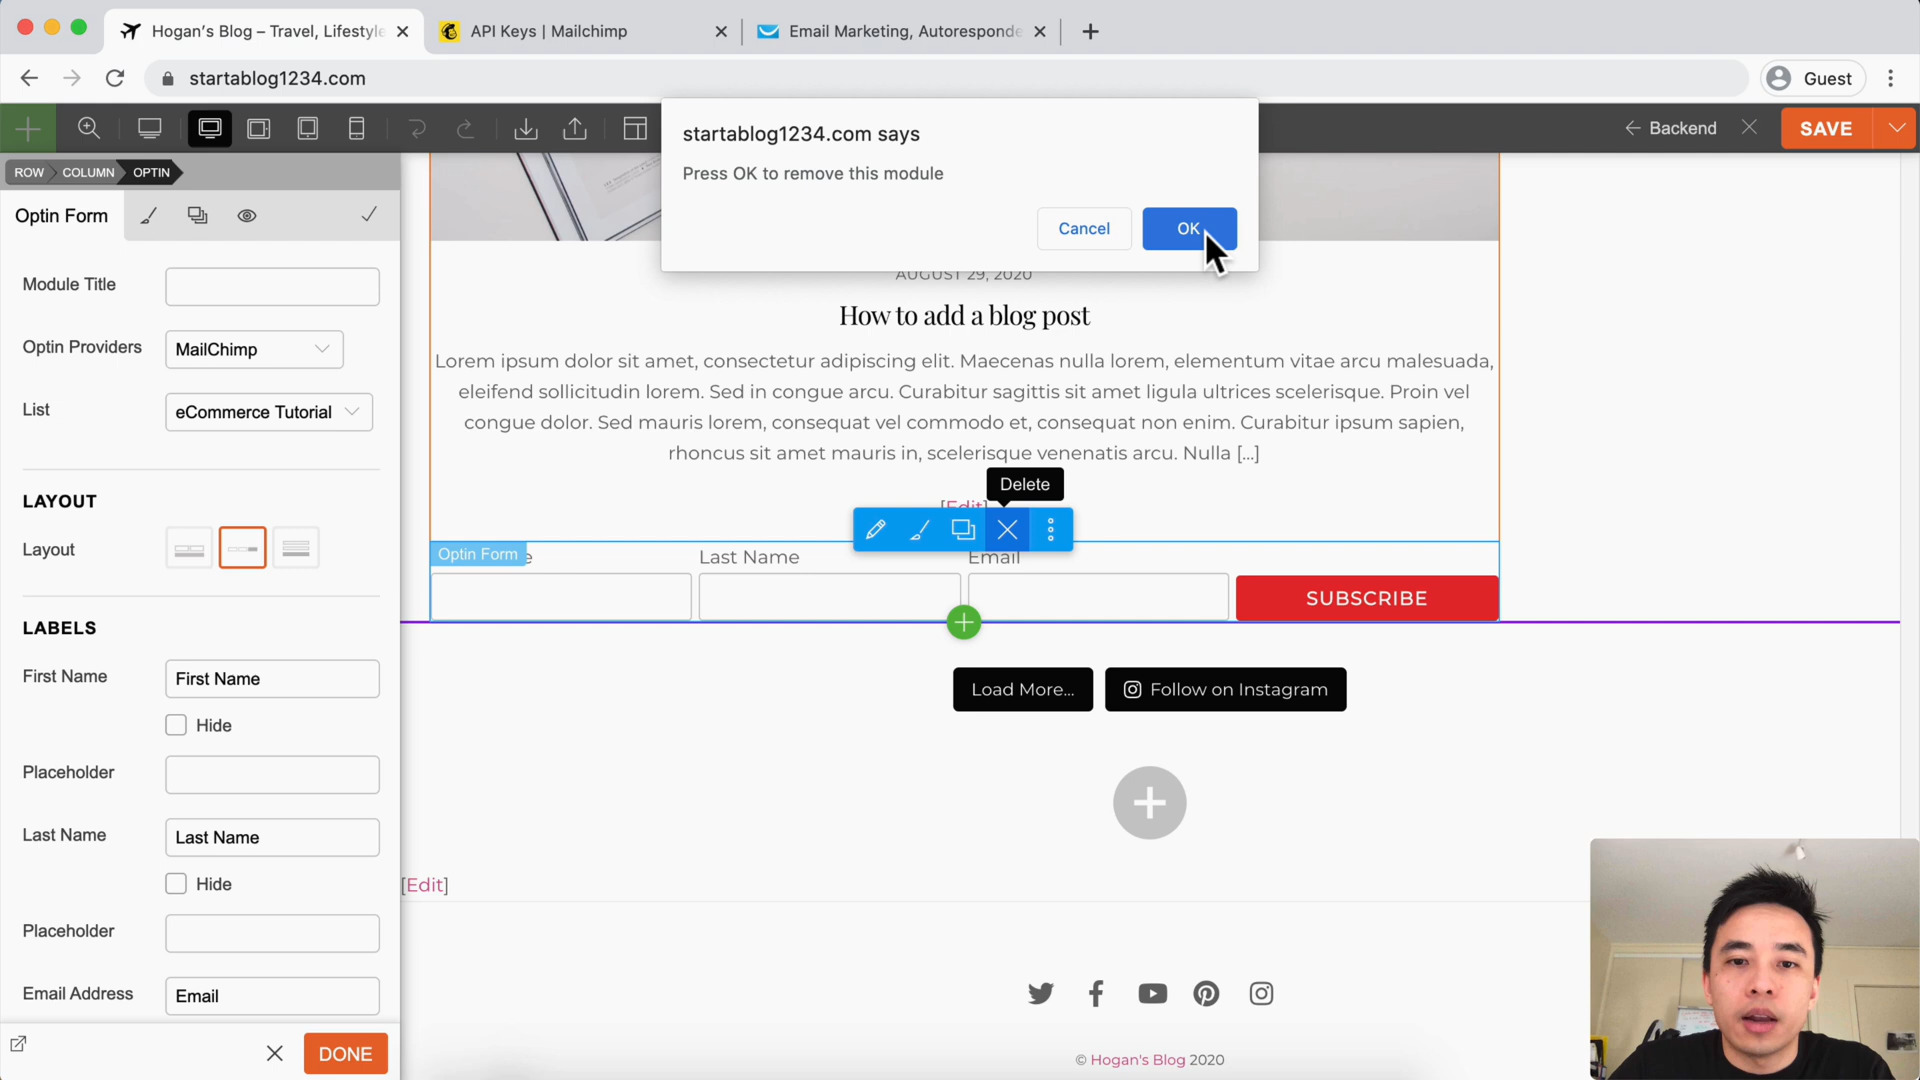 Hogan's Blog – Travel, Lifestyle
API Keys | Mailchimp
Email Marketing, Autoresponde
startablog1234.com
Guest
startablog1234.com says
Press OK to remove this module
Cancel
OK
Backend
SAVE
ROW
COLUMN
OPTIN
Optin Form
Module Title
Optin Providers
MailChimp
List
eCommerce Tutorial
LAYOUT
Layout
LABELS
First Name
First Name
Hide
Placeholder
Last Name
Last Name
Hide
Placeholder
Email Address
Email
DONE
AUGUST 29, 2020
How to add a blog post
Lorem ipsum dolor sit amet, consectetur adipiscing elit. Maecenas nulla lorem, elementum vitae arcu malesuada,
eleifend sollicitudin lorem. Sed in congue arcu. Curabitur sagittis sit amet ligula ultrices scelerisque. Proin vel
congue dolor. Sed mauris lorem, consequat vel commodo et, consequat non enim. Curabitur ipsum sapien,
rhoncus sit amet mauris in, scelerisque venenatis arcu. Nulla [...]
Delete
[Edit]
Optin Form
Last Name
Email
SUBSCRIBE
Load More...
Follow on Instagram
[Edit]
© Hogan's Blog 2020